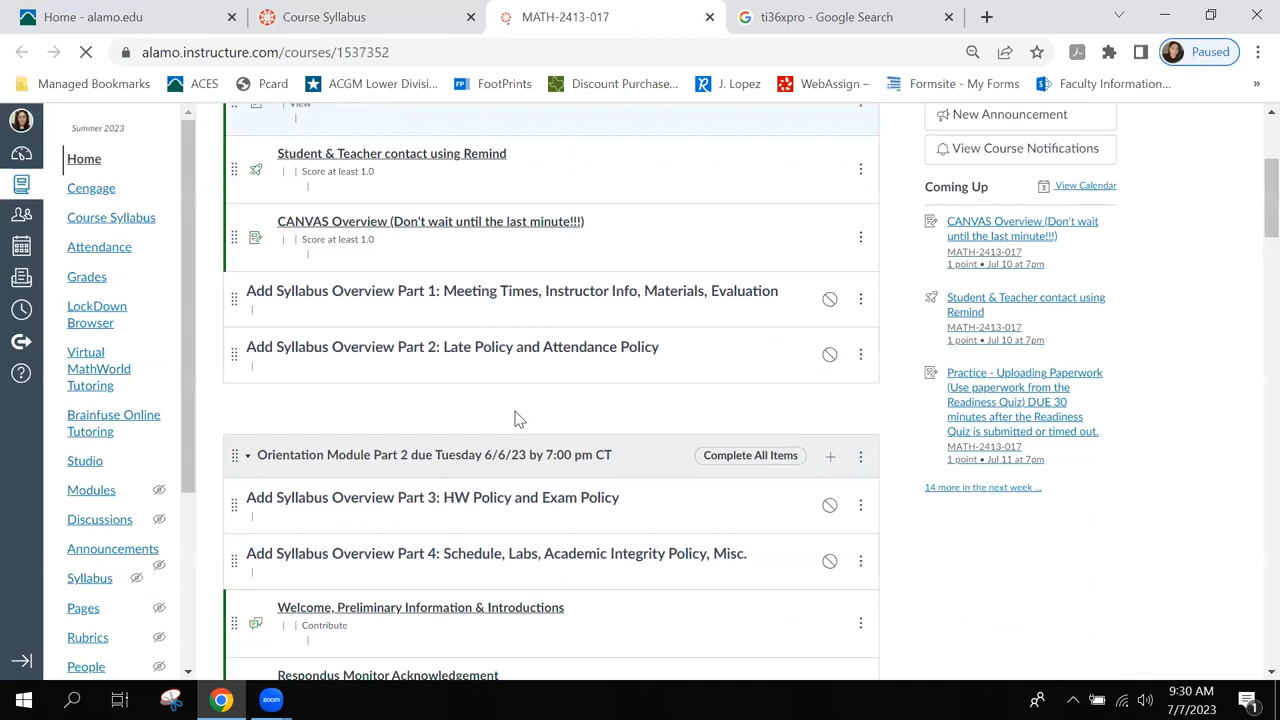 Home - alamo.edu
Course Syllabus
MATH-2413-017
ti36xpro - Google Search
alamo.instructure.com/courses/1537352
Paused
Managed Bookmarks
ACES
Pcard
ACGM Lower Divisi...
FootPrints
Discount Purchase...
J. Lopez
WebAssign –
Formsite - My Forms
Faculty Information...
»
Summer 2023
Home
Cengage
Course Syllabus
Attendance
Grades
LockDown
Browser
Virtual
MathWorld
Tutoring
Brainfuse Online
Tutoring
Studio
Modules
Discussions
Announcements
Syllabus
Pages
Rubrics
People
View
Student & Teacher contact using Remind
Score at least 1.0
CANVAS Overview (Don't wait until the last minute!!!)
Score at least 1.0
Add Syllabus Overview Part 1: Meeting Times, Instructor Info, Materials, Evaluation
Add Syllabus Overview Part 2: Late Policy and Attendance Policy
Orientation Module Part 2 due Tuesday 6/6/23 by 7:00 pm CT
Complete All Items
Add Syllabus Overview Part 3: HW Policy and Exam Policy
Add Syllabus Overview Part 4: Schedule, Labs, Academic Integrity Policy, Misc.
Welcome, Preliminary Information & Introductions
Contribute
Respondus Monitor Acknowledgement
New Announcement
View Course Notifications
Coming Up
View Calendar
CANVAS Overview (Don't wait
until the last minute!!!)
MATH-2413-017
1 point • Jul 10 at 7pm
Student & Teacher contact using
Remind
MATH-2413-017
1 point • Jul 10 at 7pm
Practice - Uploading Paperwork
(Use paperwork from the
Readiness Quiz) DUE 30
minutes after the Readiness
Quiz is submitted or timed out.
MATH-2413-017
1 point • Jul 11 at 7pm
14 more in the next week ...
zoom
9:30 AM
7/7/2023
1